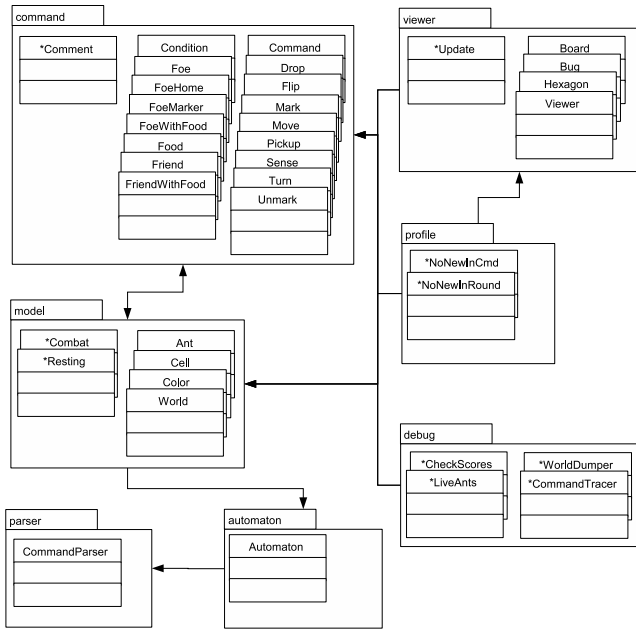 command
*Comment
Condition
Foe
FoeHome
FoeMarker
FoeWithFood
Food
Friend
FriendWithFood
Command
Drop
Flip
Mark
Move
Pickup
Sense
Turn
Unmark
viewer
*Update
Board
Bug
Hexagon
Viewer
profile
*NoNewInCmd
*NoNewInRound
model
*Combat
*Resting
Ant
Cell
Color
World
debug
*CheckScores
*LiveAnts
*WorldDumper
*CommandTracer
parser
CommandParser
automaton
Automaton